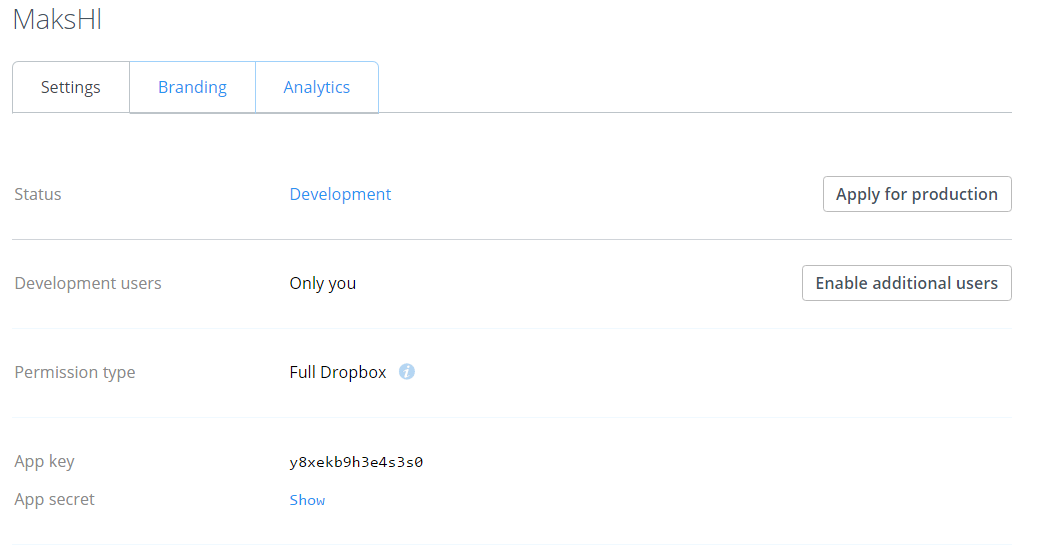 MaksHl
Settings Branding Analytics
Status Development Apply for production
Development users Only you Enable additional users
Permission type Full Dropbox i
App key y8xekb9h3e4s3s0
App secret Show